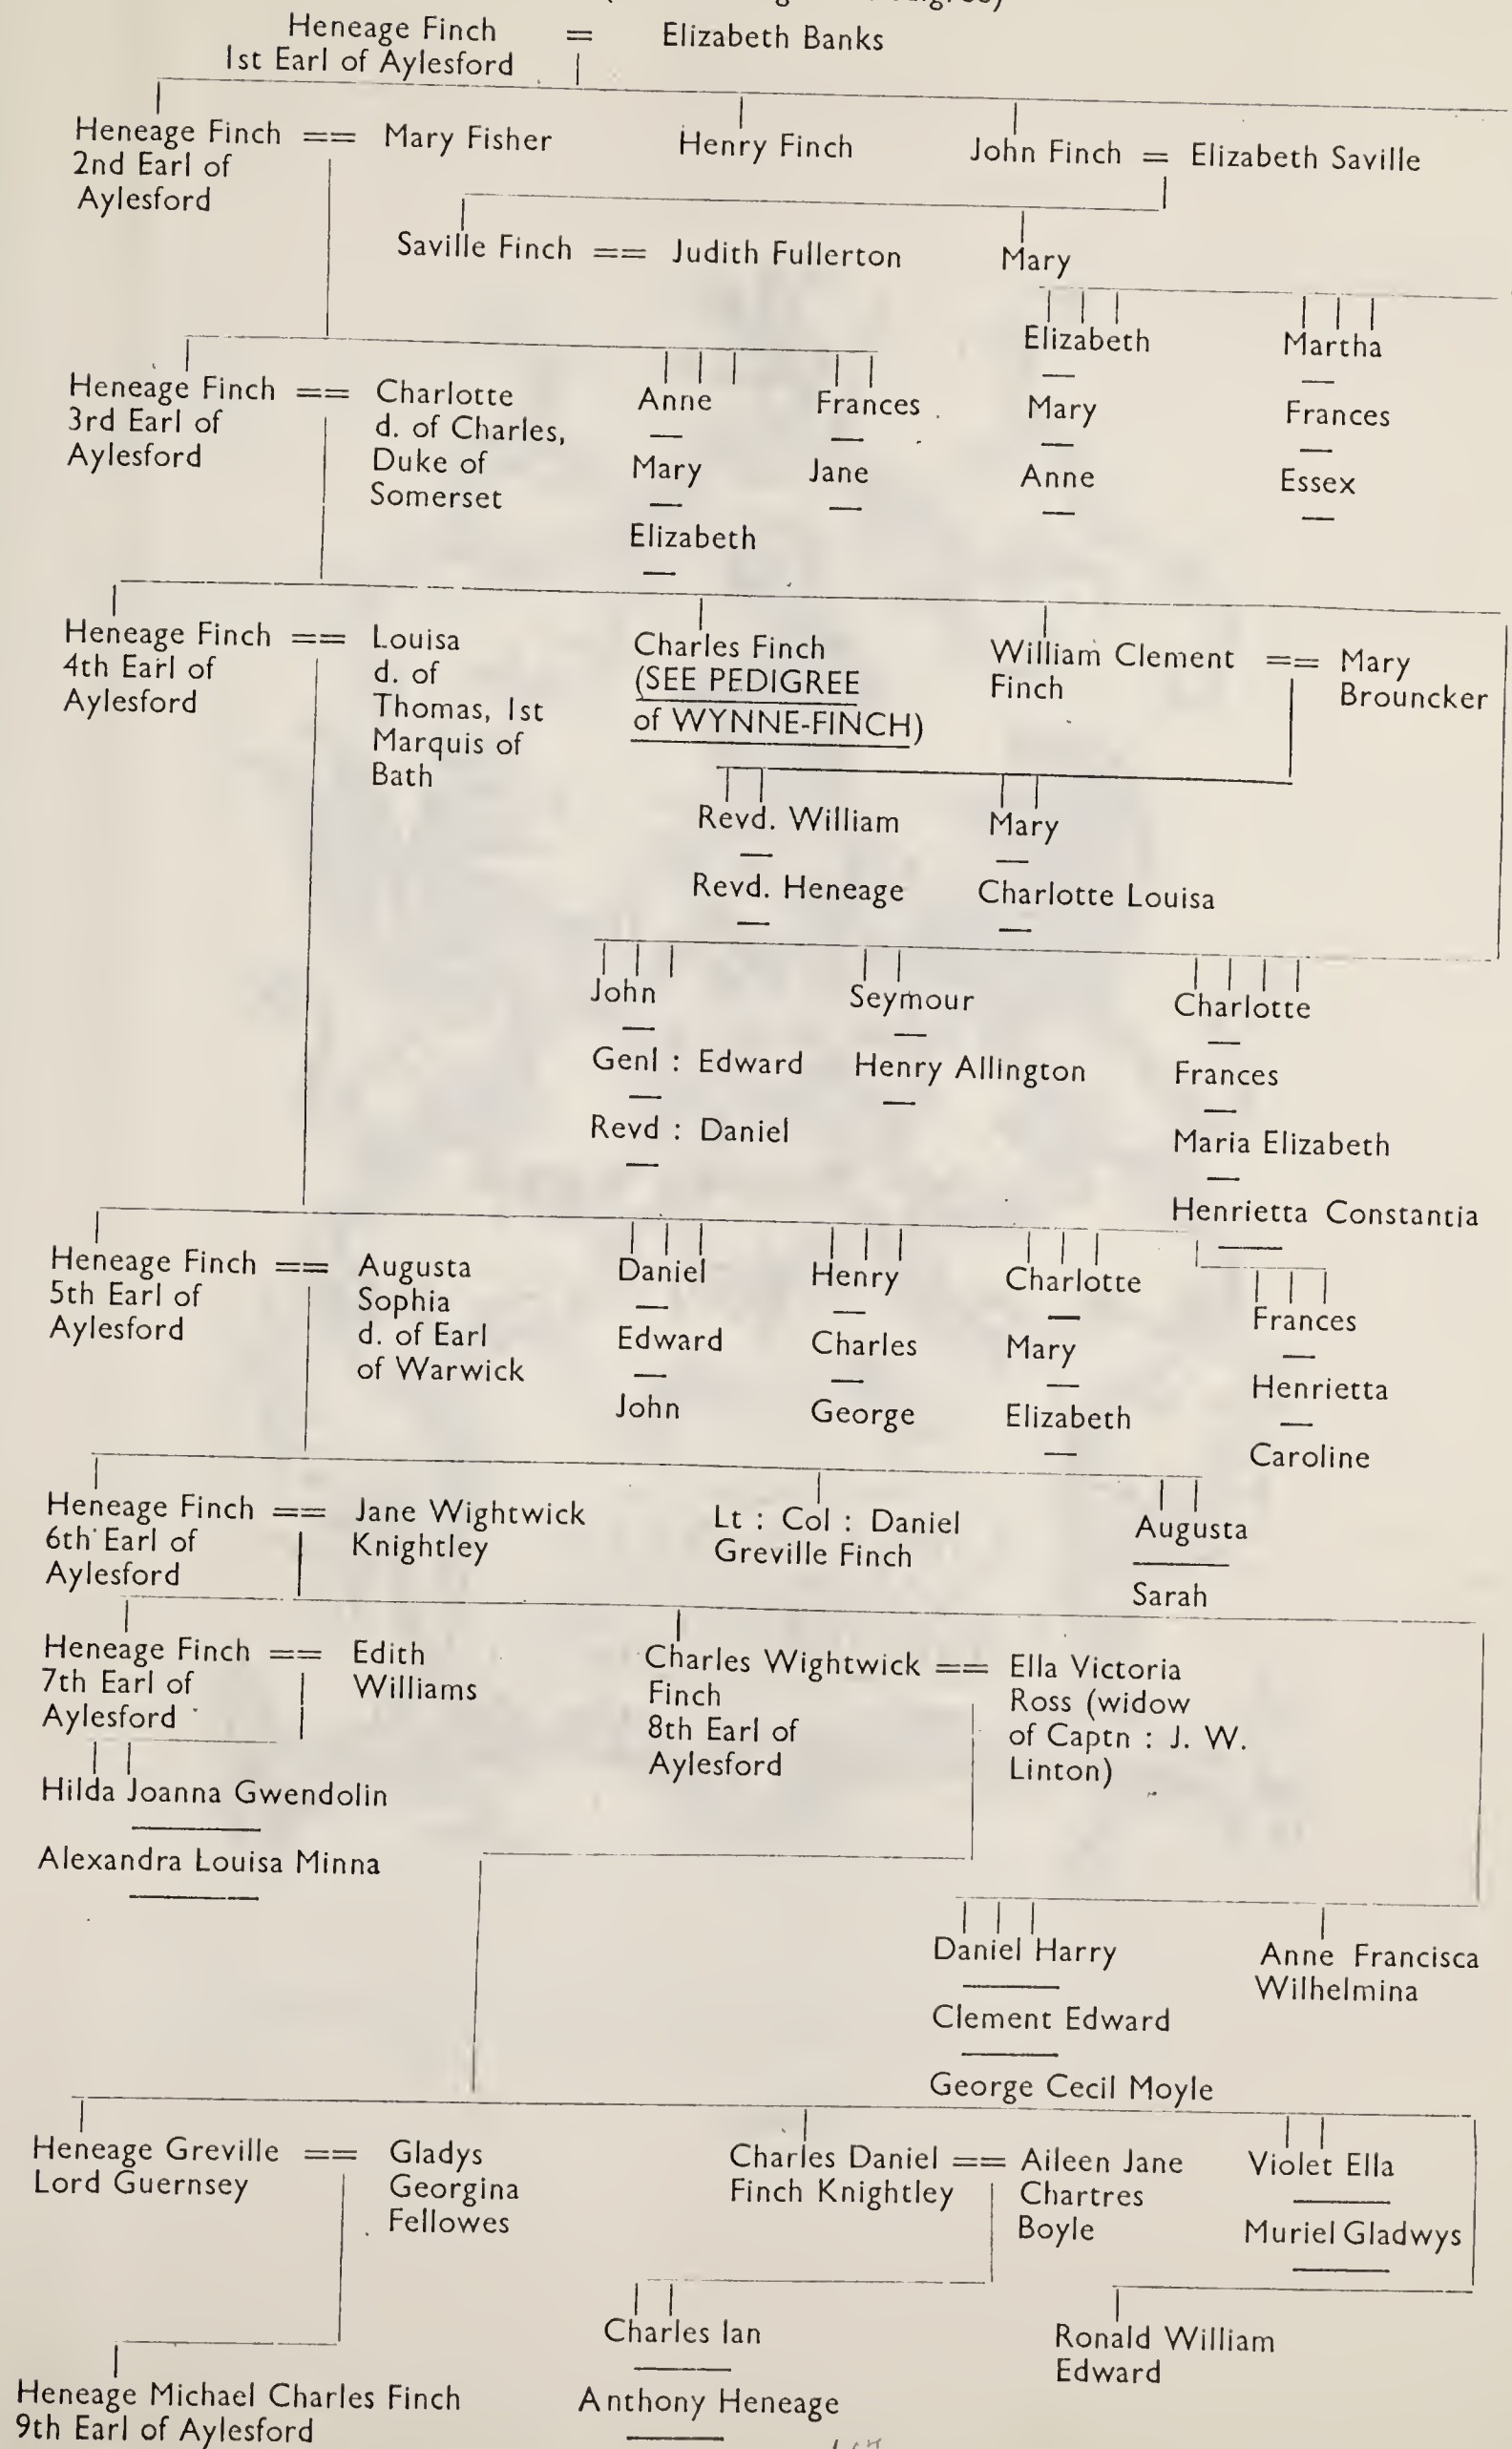 Heneage Finch = Elizabeth Banks
1st Earl of Aylesford
Heneage Finch == Mary Fisher Henry Finch John Finch = Elizabeth Saville
2nd Earl of
Aylesford
Saville Finch == Judith Fullerton Mary
Elizabeth Martha
Mary Frances
Anne Essex
Heneage Finch == Charlotte Anne Frances
3rd Earl of d. of Charles,
Aylesford Duke of Mary Jane
Somerset
Elizabeth
Heneage Finch == Louisa Charles Finch William Clement == Mary
4th Earl of d. of (SEE PEDIGREE Finch Brouncker
Aylesford Thomas, 1st of WYNNE-FINCH)
Marquis of
Bath
Revd. William Mary
Revd. Heneage Charlotte Louisa
John Seymour Charlotte
Genl : Edward Henry Allington Frances
Revd : Daniel Maria Elizabeth
Henrietta Constantia
Heneage Finch == Augusta Daniel Henry Charlotte
5th Earl of Sophia Frances
Aylesford d. of Earl Edward Charles Mary
of Warwick Henrietta
John George Elizabeth
Caroline
Heneage Finch == Jane Wightwick Lt : Col : Daniel Augusta
6th Earl of Knightley Greville Finch
Aylesford Sarah
Heneage Finch == Edith Charles Wightwick == Ella Victoria
7th Earl of Williams Finch Ross (widow
Aylesford 8th Earl of of Captn : J. W.
Aylesford Linton)
Hilda Joanna Gwendolin
Alexandra Louisa Minna
Daniel Harry Anne Francisca
Wilhelmina
Clement Edward
George Cecil Moyle
Heneage Greville == Gladys Charles Daniel == Aileen Jane Violet Ella
Lord Guernsey Georgina Finch Knightley Chartres
Fellowes Boyle Muriel Gladwys
Charles Ian Ronald William
Edward
Heneage Michael Charles Finch Anthony Heneage
9th Earl of Aylesford